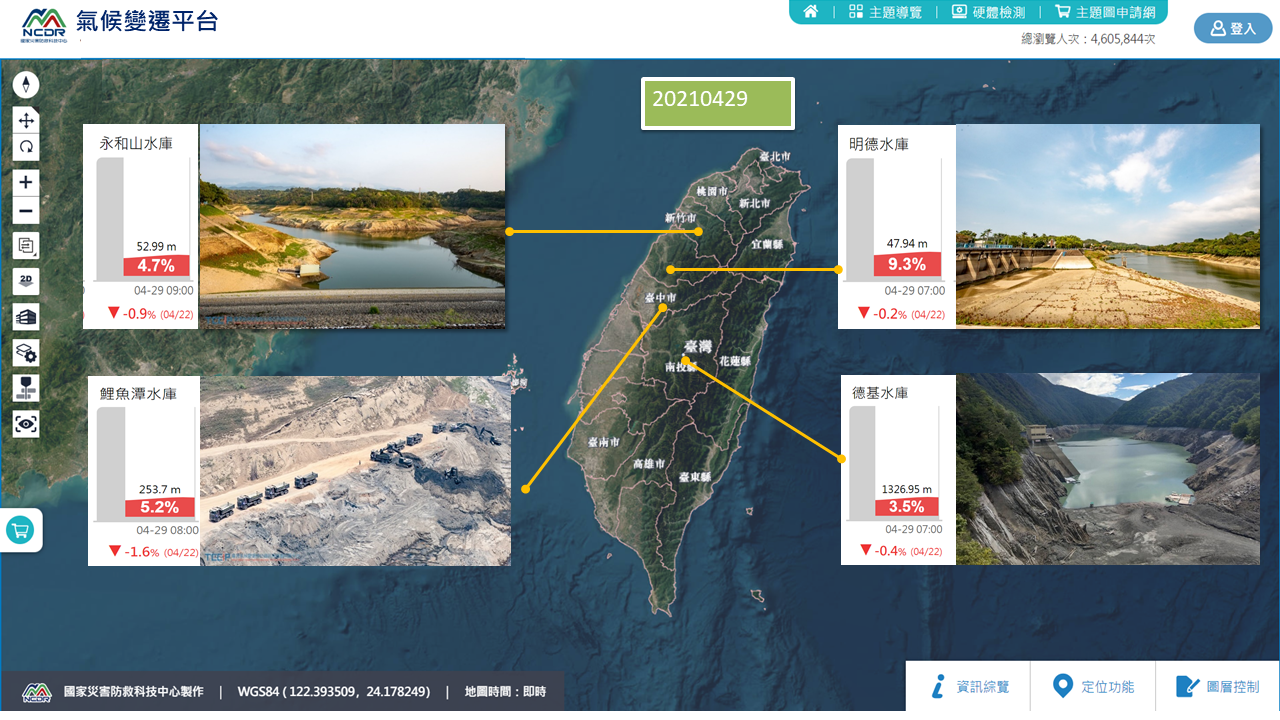 NCDR
國家災害防救科技中心
氣候變遷平台
主題導覽 | 硬體檢測 | 主題圖申請網
總瀏覽人次：4,605,844次
登入
20210429
永和山水庫
52.99 m
4.7%
04-29 09:00
▼-0.9% (04/22)
明德水庫
47.94 m
9.3%
04-29 07:00
▼-0.2% (04/22)
2D
臺北市
桃園市
新北市
新竹市
宜蘭縣
臺中市
臺灣
花蓮縣
南投縣
臺南市
高雄市
臺東縣
鯉魚潭水庫
253.7 m
5.2%
04-29 08:00
▼-1.6% (04/22)
德基水庫
1326.95 m
3.5%
04-29 07:00
▼-0.4% (04/22)
NCDR
國家災害防救科技中心製作 | WGS84 ( 122.393509, 24.178249) | 地圖時間：即時
資訊綜覽
定位功能
圖層控制